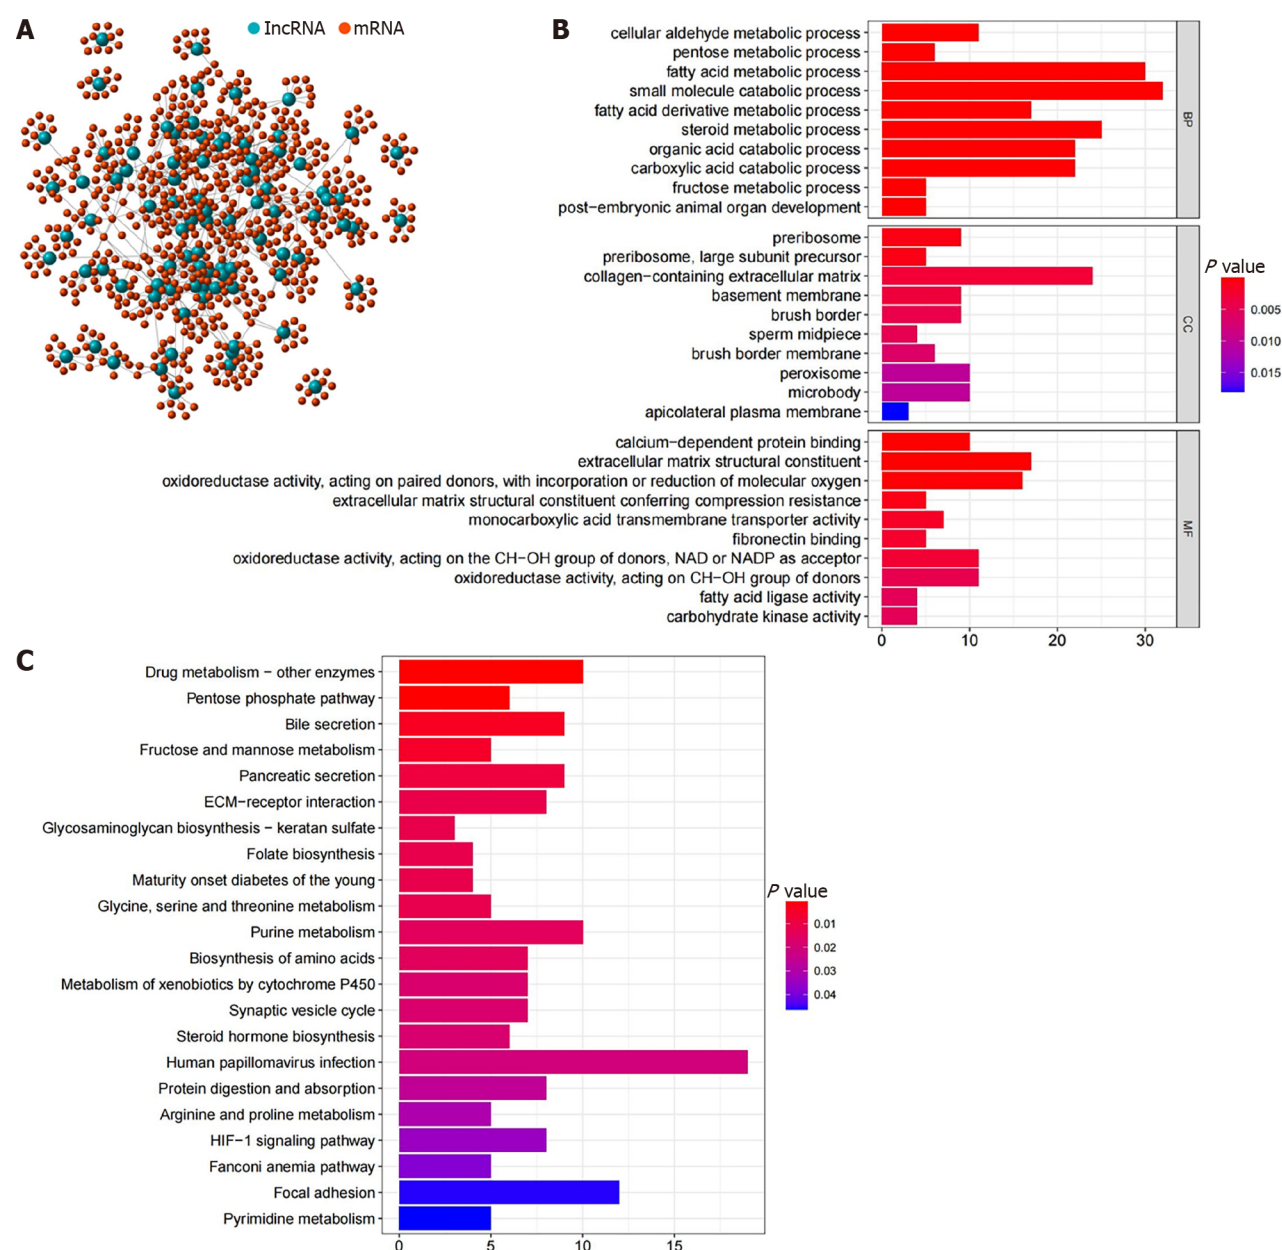 A
lncRNA mRNA
B
cellular aldehyde metabolic process
pentose metabolic process
fatty acid metabolic process
small molecule catabolic process
fatty acid derivative metabolic process
steroid metabolic process
organic acid catabolic process
carboxylic acid catabolic process
fructose metabolic process
post-embryonic animal organ development
BP
preribosome
preribosome, large subunit precursor
collagen-containing extracellular matrix
basement membrane
brush border
sperm midpiece
brush border membrane
peroxisome
microbody
apicolateral plasma membrane
CC
calcium-dependent protein binding
extracellular matrix structural constituent
oxidoreductase activity, acting on paired donors, with incorporation or reduction of molecular oxygen
extracellular matrix structural constituent conferring compression resistance
monocarboxylic acid transmembrane transporter activity
fibronectin binding
oxidoreductase activity, acting on the CH-OH group of donors, NAD or NADP as acceptor
oxidoreductase activity, acting on CH-OH group of donors
fatty acid ligase activity
carbohydrate kinase activity
MF
0 10 20 30
P value
0.005
0.010
0.015
C
Drug metabolism - other enzymes
Pentose phosphate pathway
Bile secretion
Fructose and mannose metabolism
Pancreatic secretion
ECM-receptor interaction
Glycosaminoglycan biosynthesis - keratan sulfate
Folate biosynthesis
Maturity onset diabetes of the young
Glycine, serine and threonine metabolism
Purine metabolism
Biosynthesis of amino acids
Metabolism of xenobiotics by cytochrome P450
Synaptic vesicle cycle
Steroid hormone biosynthesis
Human papillomavirus infection
Protein digestion and absorption
Arginine and proline metabolism
HIF-1 signaling pathway
Fanconi anemia pathway
Focal adhesion
Pyrimidine metabolism
0 5 10 15
P value
0.01
0.02
0.03
0.04